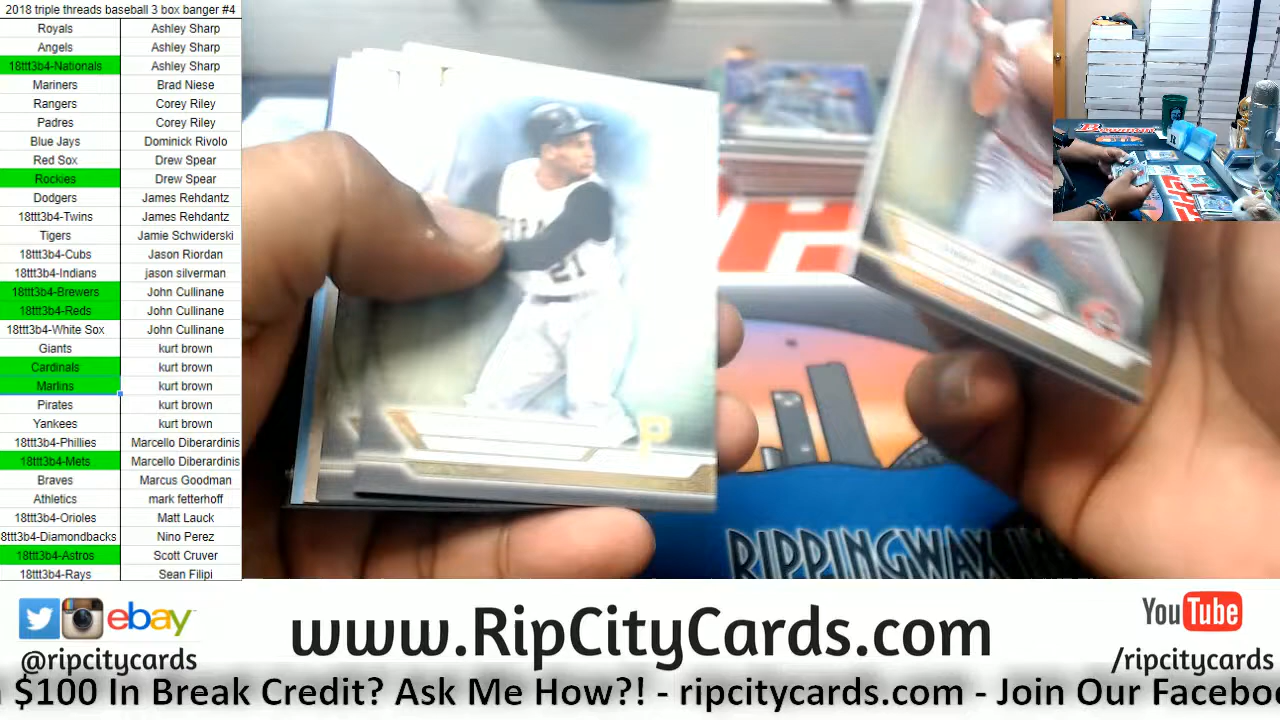 2018 triple threads baseball 3 box banger #4
Royals Ashley Sharp
Angels Ashley Sharp
18ttt3b4-Nationals Ashley Sharp
Mariners Brad Niese
Rangers Corey Riley
Padres Corey Riley
Blue Jays Dominick Rivolo
Red Sox Drew Spear
Rockies Drew Spear
Dodgers James Rehdantz
18ttt3b4-Twins James Rehdantz
Tigers Jamie Schwiderski
18ttt3b4-Cubs Jason Riordan
18ttt3b4-Indians jason silverman
18ttt3b4-Brewers John Cullinane
18ttt3b4-Reds John Cullinane
18ttt3b4-White Sox John Cullinane
Giants kurt brown
Cardinals kurt brown
Marlins kurt brown
Pirates kurt brown
Yankees kurt brown
18ttt3b4-Phillies Marcello Diberardinis
18ttt3b4-Mets Marcello Diberardinis
Braves Marcus Goodman
Athletics mark fetterhoff
18ttt3b4-Orioles Matt Lauck
8ttt3b4-Diamondbacks Nino Perez
18ttt3b4-Astros Scott Cruver
18ttt3b4-Rays Sean Filipi
21
P
Bowman
RIPPINGWAX
ebay
@ripcitycards
www.RipCityCards.com
YouTube
/ripcitycards
$100 In Break Credit? Ask Me How?! - ripcitycards.com - Join Our Facebo